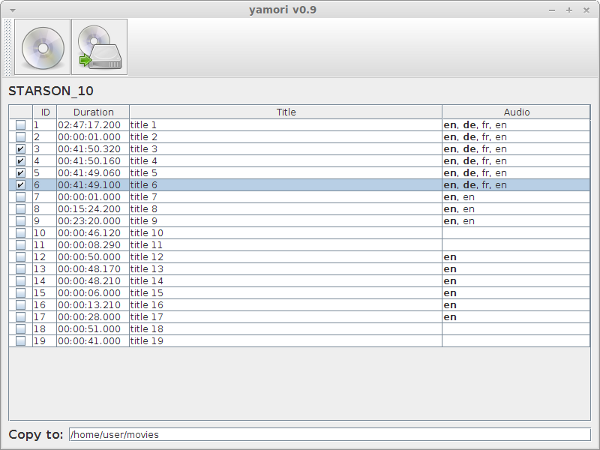 yamori v0.9
STARSON_10
ID Duration Title Audio
1 02:47:17.200 title 1 en, de, fr, en
2 00:00:01.000 title 2 en, de, fr, en
3 00:41:50.320 title 3 en, de, fr, en
4 00:41:50.160 title 4 en, de, fr, en
5 00:41:49.060 title 5 en, de, fr, en
6 00:41:49.100 title 6 en, de, fr, en
7 00:00:01.000 title 7 en, en
8 00:15:24.200 title 8 en, en
9 00:23:20.000 title 9 en, en
10 00:00:46.120 title 10
11 00:00:08.290 title 11
12 00:00:50.000 title 12 en
13 00:00:48.170 title 13 en
14 00:00:48.210 title 14 en
15 00:00:06.000 title 15 en
16 00:00:13.210 title 16 en
17 00:00:28.000 title 17 en
18 00:00:51.000 title 18
19 00:00:41.000 title 19
Copy to: /home/user/movies